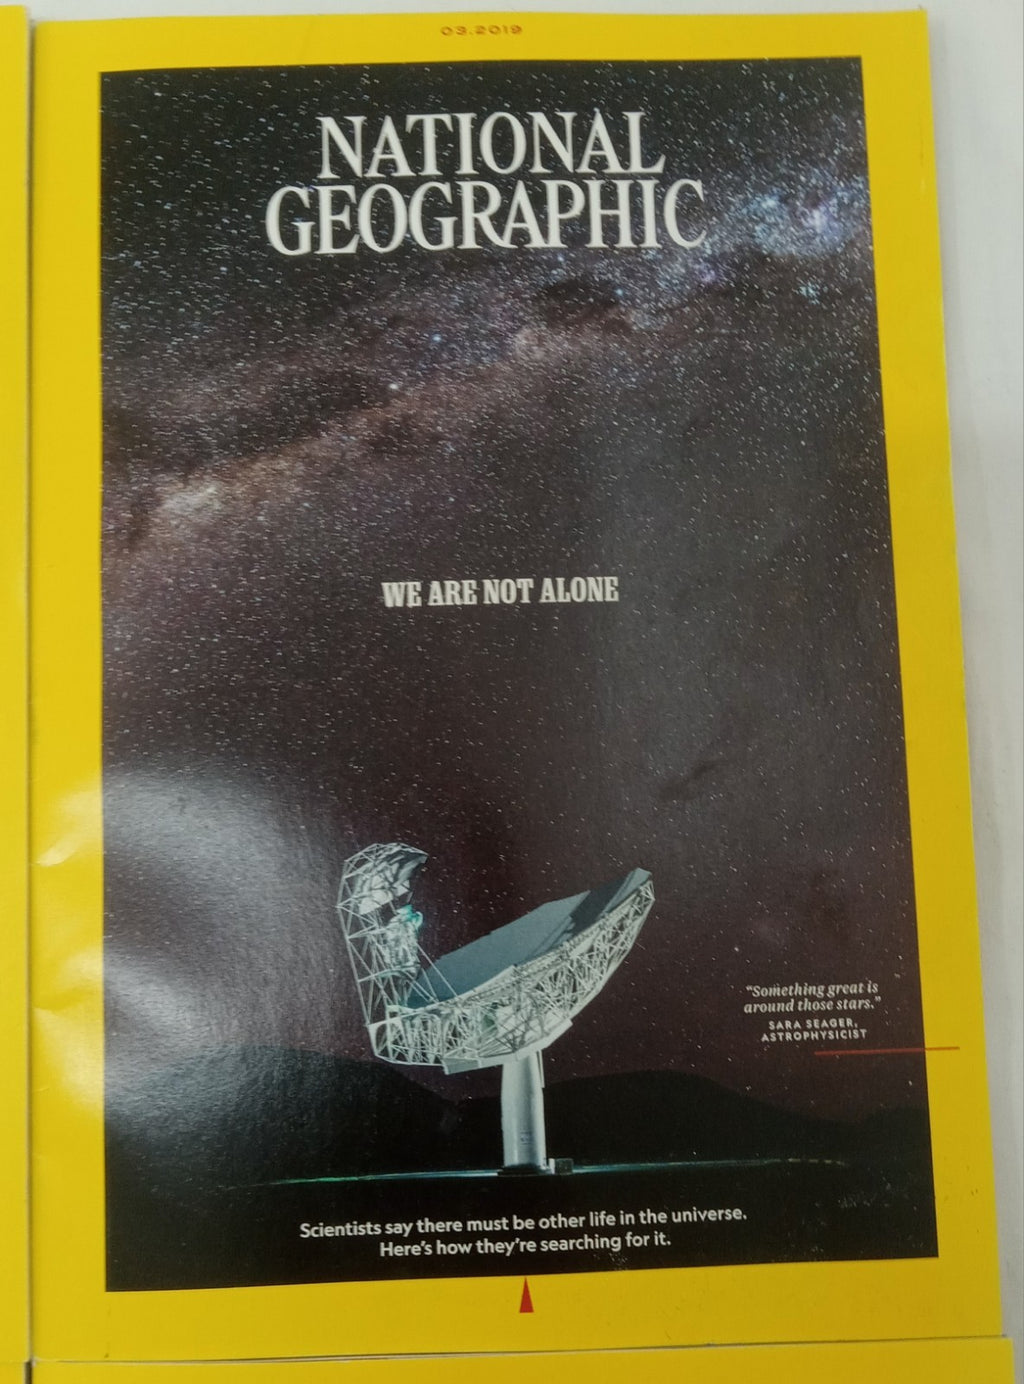 03.2019
NATIONAL
GEOGRAPHIC
WE ARE NOT ALONE
“Something great is
around those stars.”
SARA SEAGER,
ASTROPHYSICIST
Scientists say there must be other life in the universe.
Here’s how they’re searching for it.